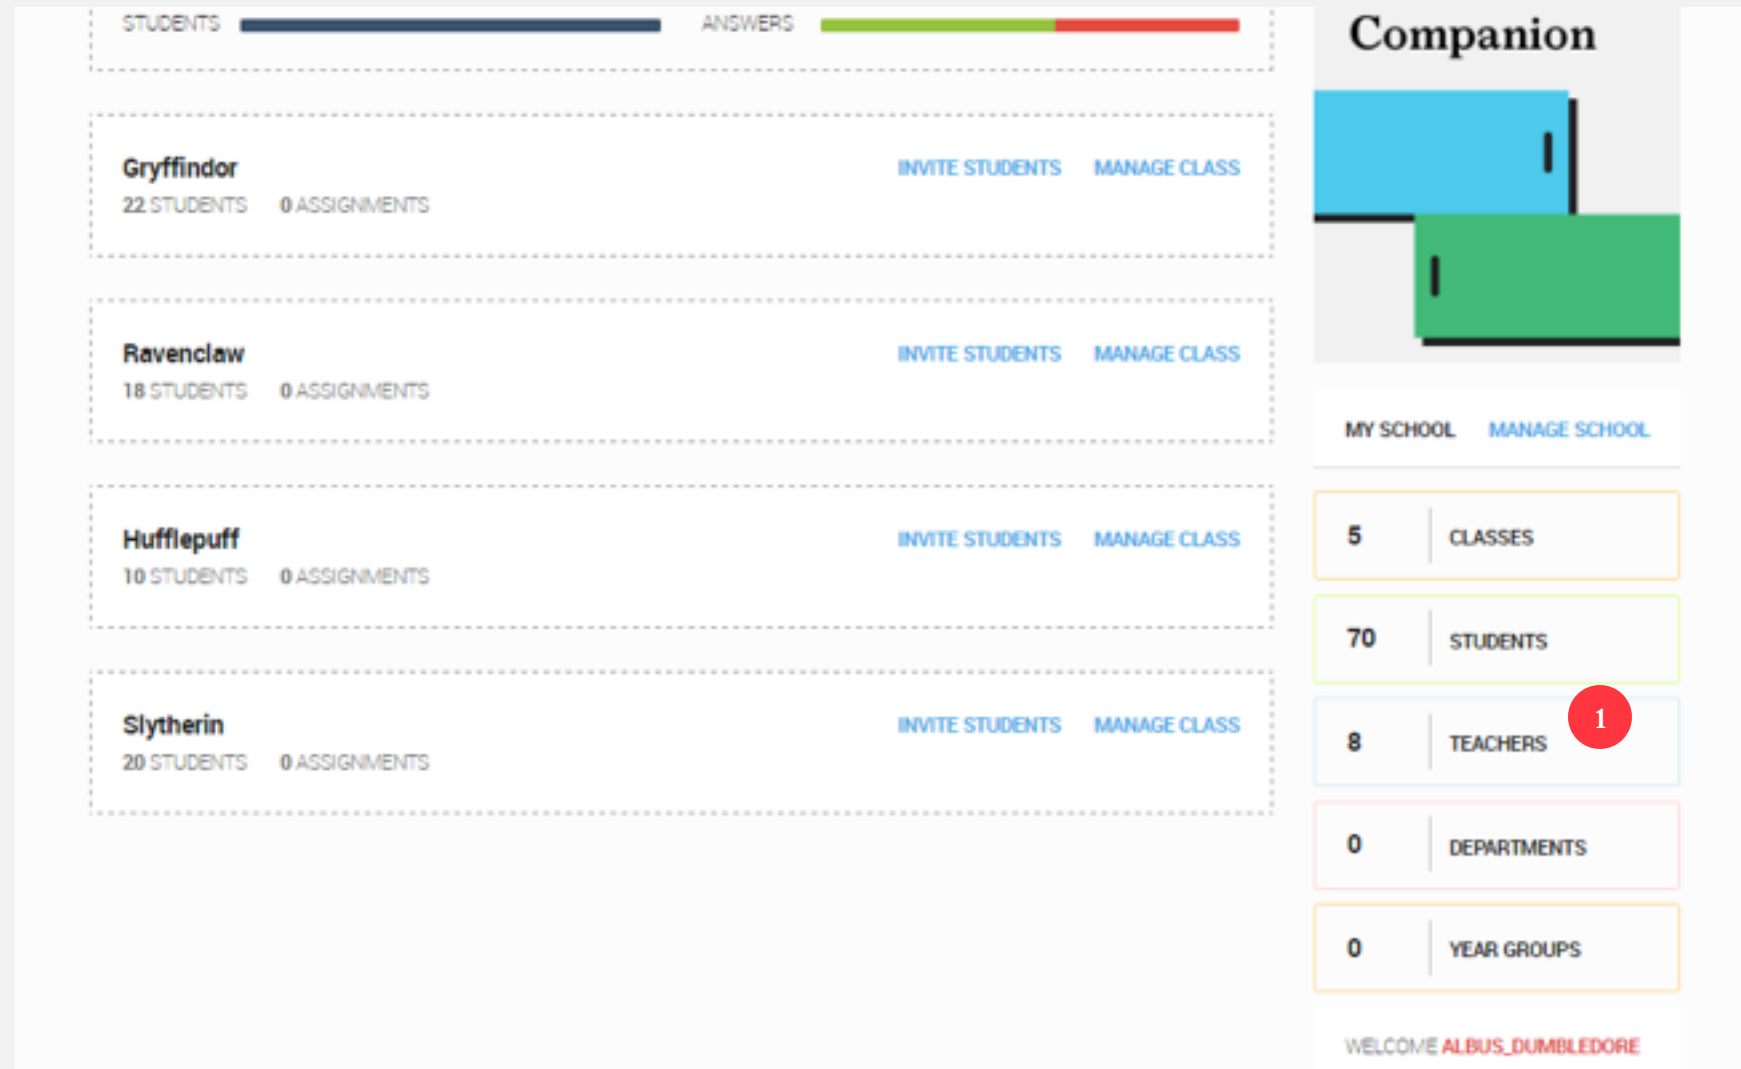 STUDENTS ANSWERS
Gryffindor INVITE STUDENTS MANAGE CLASS
22 STUDENTS 0 ASSIGNMENTS
Ravenclaw INVITE STUDENTS MANAGE CLASS
18 STUDENTS 0 ASSIGNMENTS
Hufflepuff INVITE STUDENTS MANAGE CLASS
10 STUDENTS 0 ASSIGNMENTS
Slytherin INVITE STUDENTS MANAGE CLASS
20 STUDENTS 0 ASSIGNMENTS
Companion
MY SCHOOL MANAGE SCHOOL
5 CLASSES
70 STUDENTS
1
8 TEACHERS
0 DEPARTMENTS
0 YEAR GROUPS
WELCOME ALBUS_DUMBLEDORE